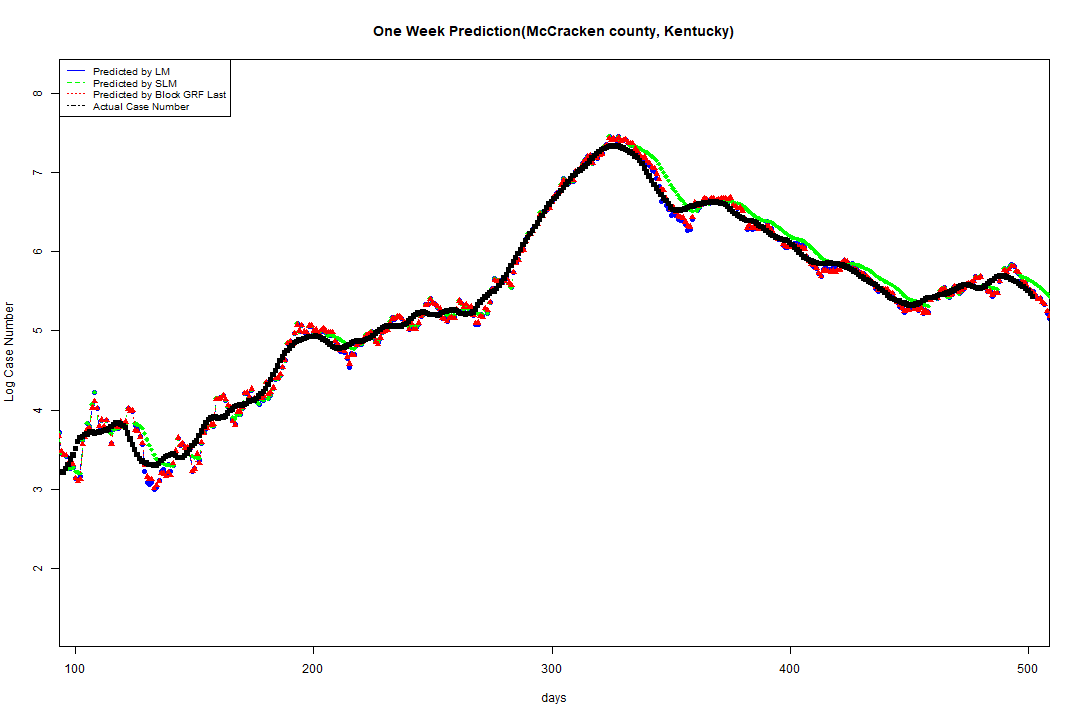 One Week Prediction(McCracken county, Kentucky)
Predicted by LM
Predicted by SLM
Predicted by Block GRF Last
Actual Case Number
8
7
6
5
4
3
2
Log Case Number
100 200 300 400 500
days